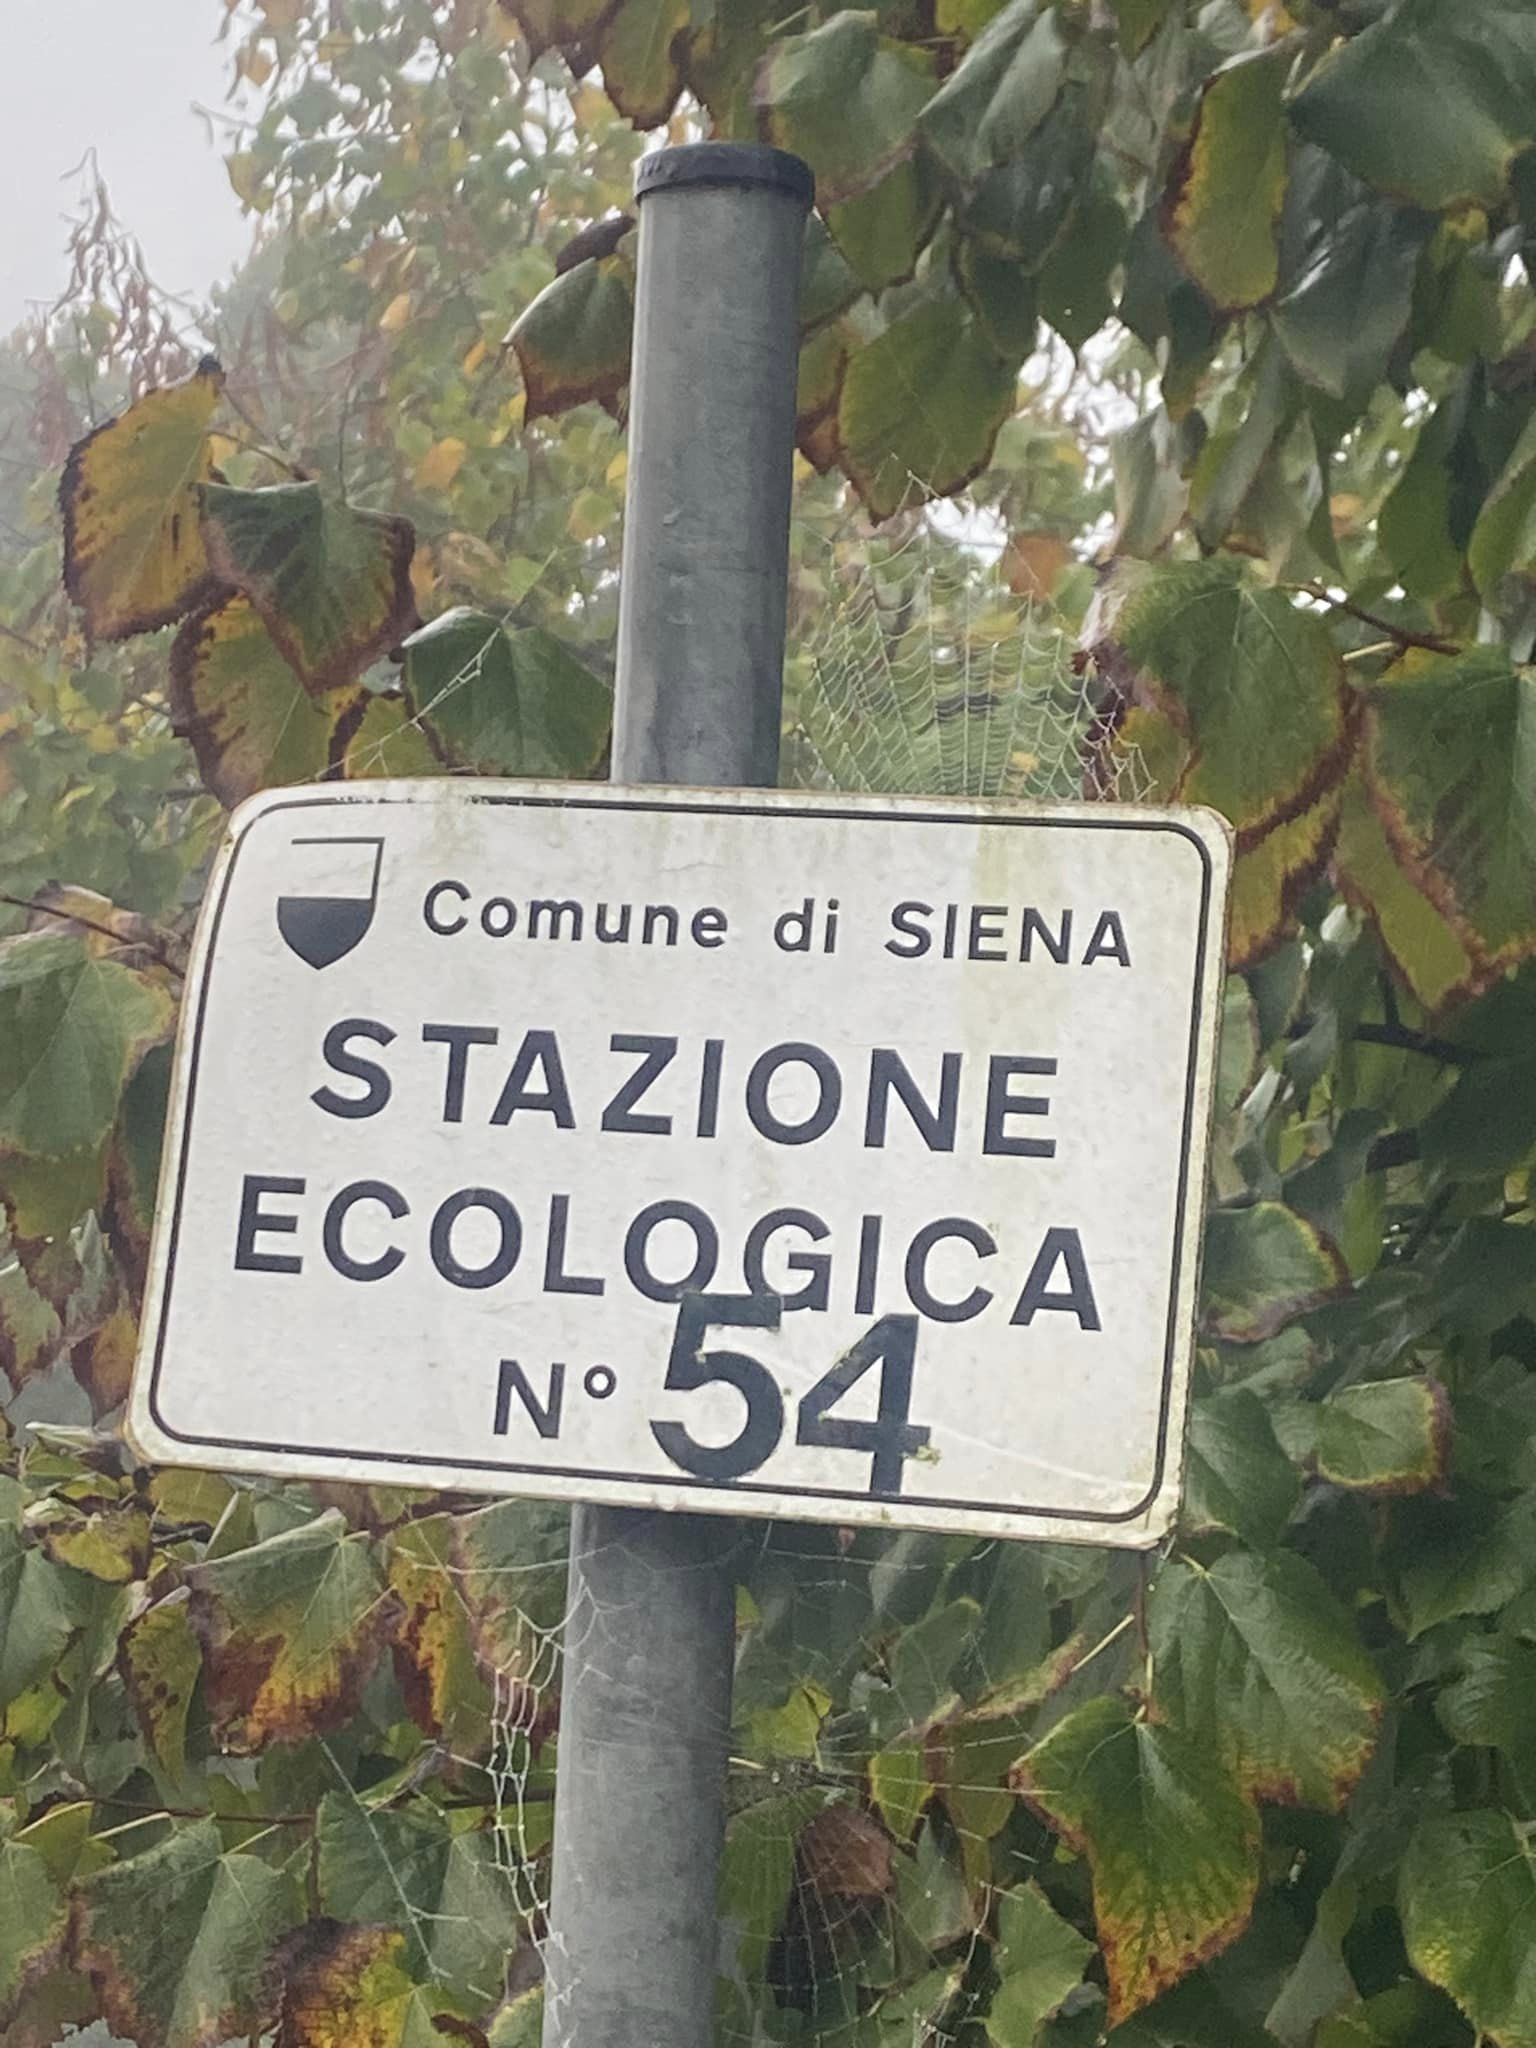 Comune di SIENA
STAZIONE
ECOLOGICA
N° 54